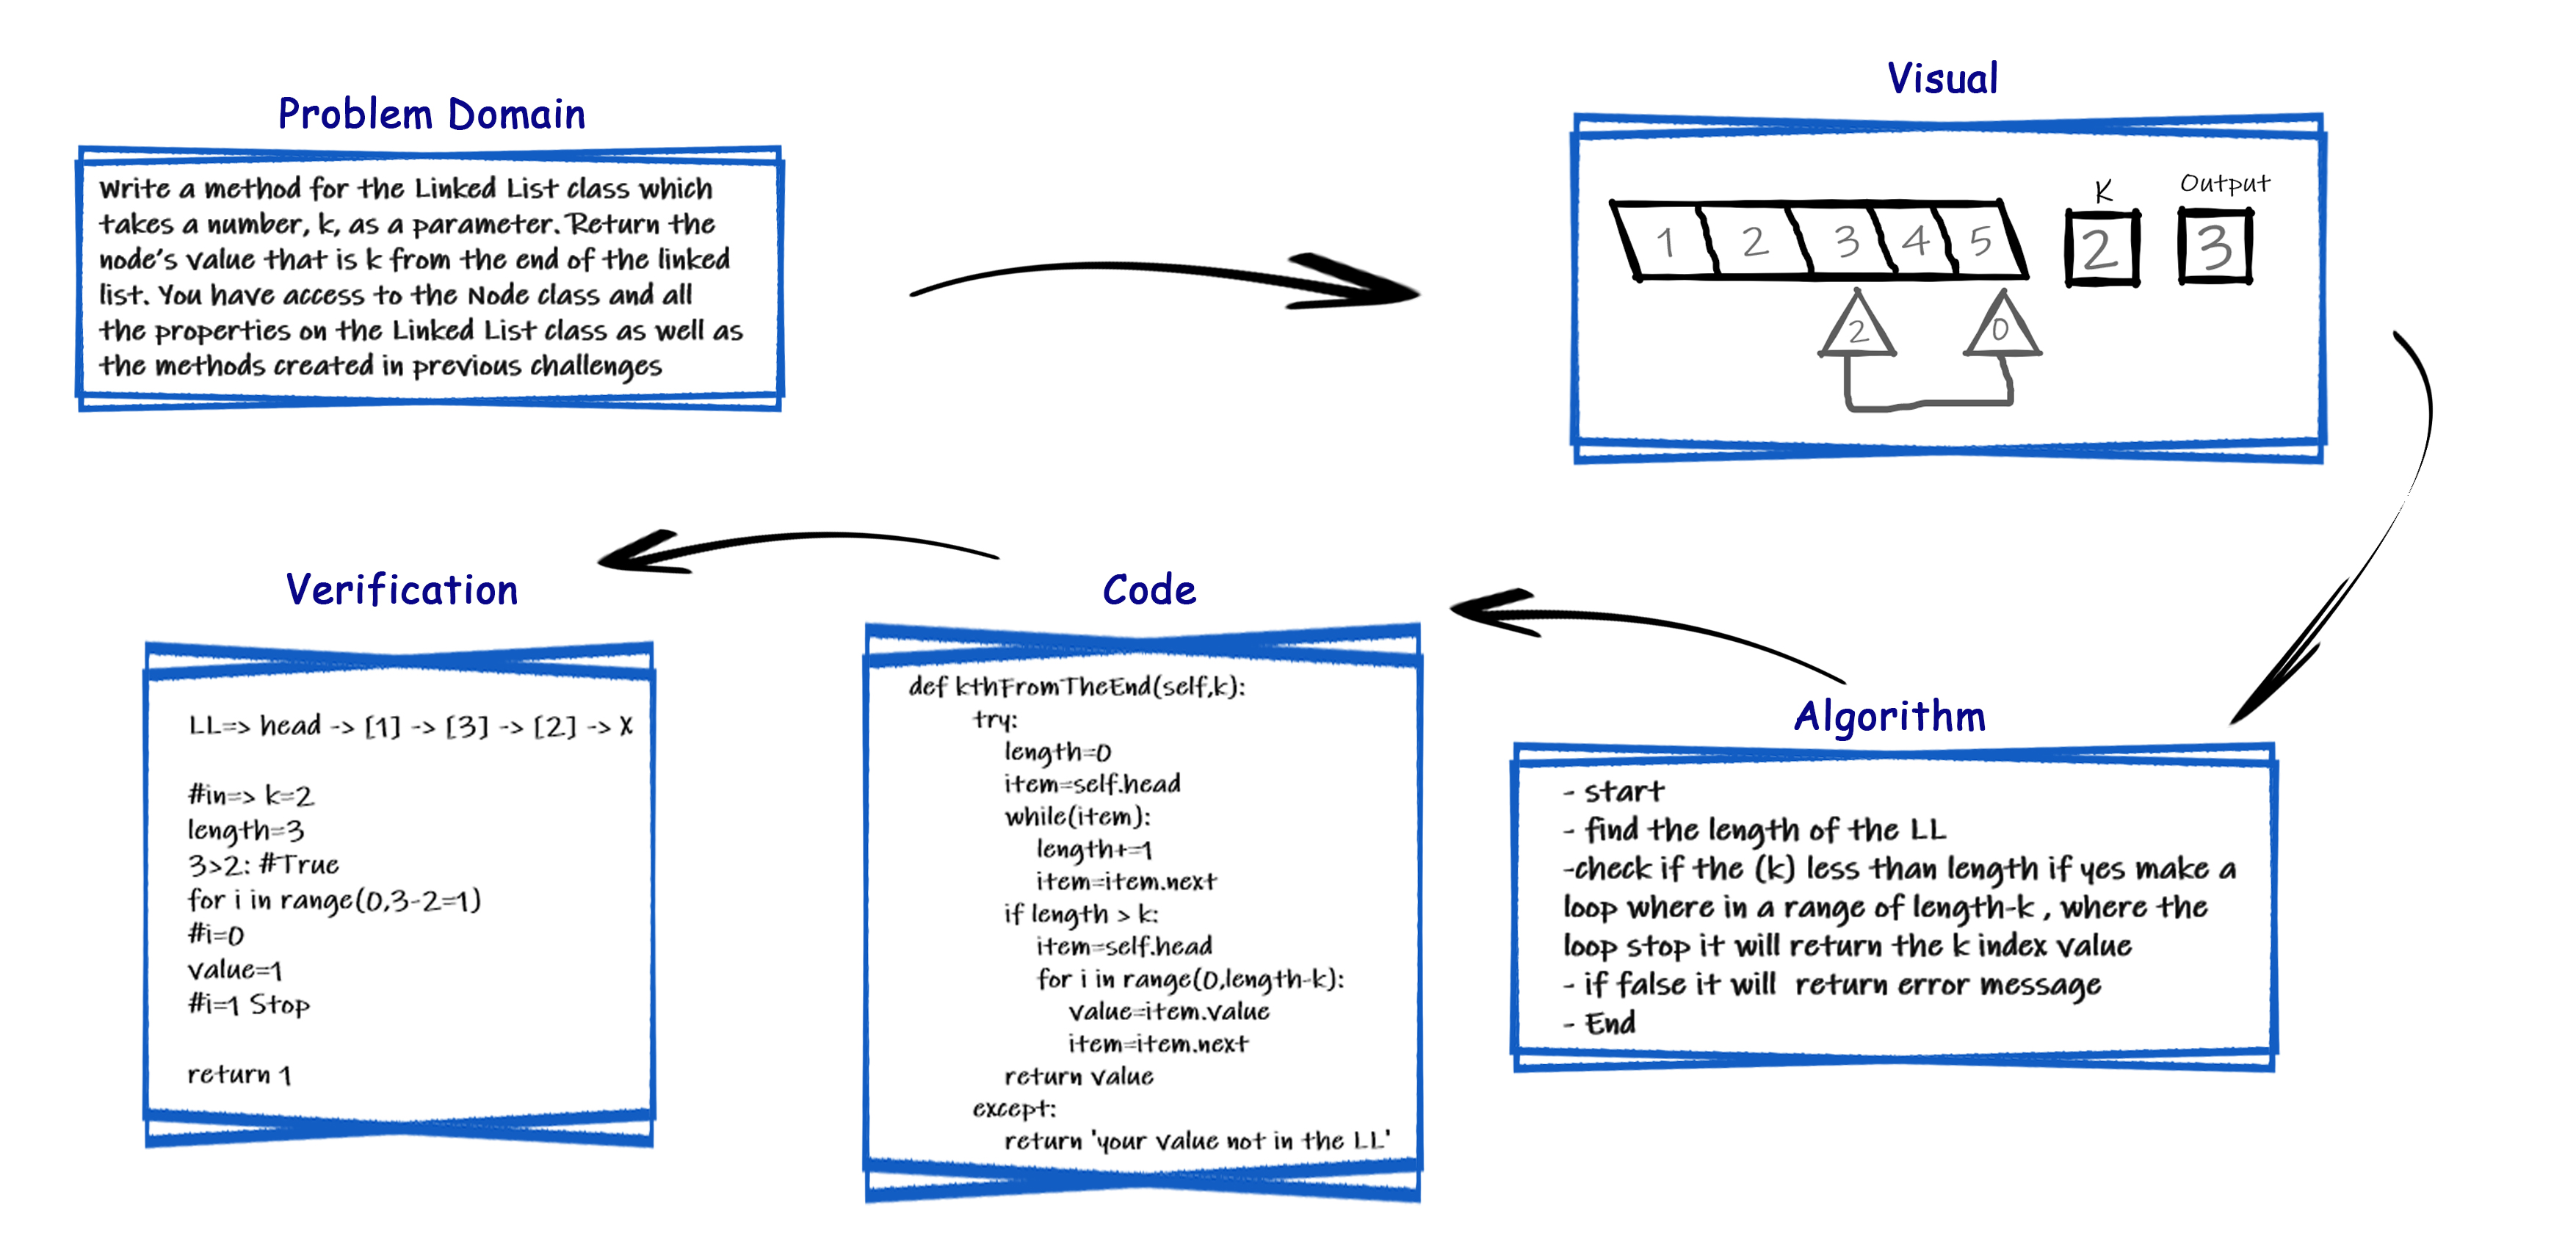 Problem Domain
Write a method for the Linked List class which
takes a number, k, as a parameter. Return the
node's value that is k from the end of the linked
list. You have access to the Node class and all
the properties on the Linked List class as well as
the methods created in previous challenges
Visual
1 2 3 4 5
K
2
Output
3
2 0
Algorithm
- start
- find the length of the LL
-check if the (k) less than length if yes make a
loop where in a range of length-k , where the
loop stop it will return the k index value
- if false it will return error message
- End
Code
def kthFromTheEnd(self,k):
try:
length=0
item=self.head
while(item):
length+=1
item=item.next
if length > k:
item=self.head
for i in range(0,length-k):
value=item.value
item=item.next
return value
except:
return 'your value not in the LL'
Verification
LL=> head -> [1] -> [3] -> [2] -> X
#in=> k=2
length=3
3>2: #True
for i in range(0,3-2=1)
#i=0
value=1
#i=1 Stop
return 1